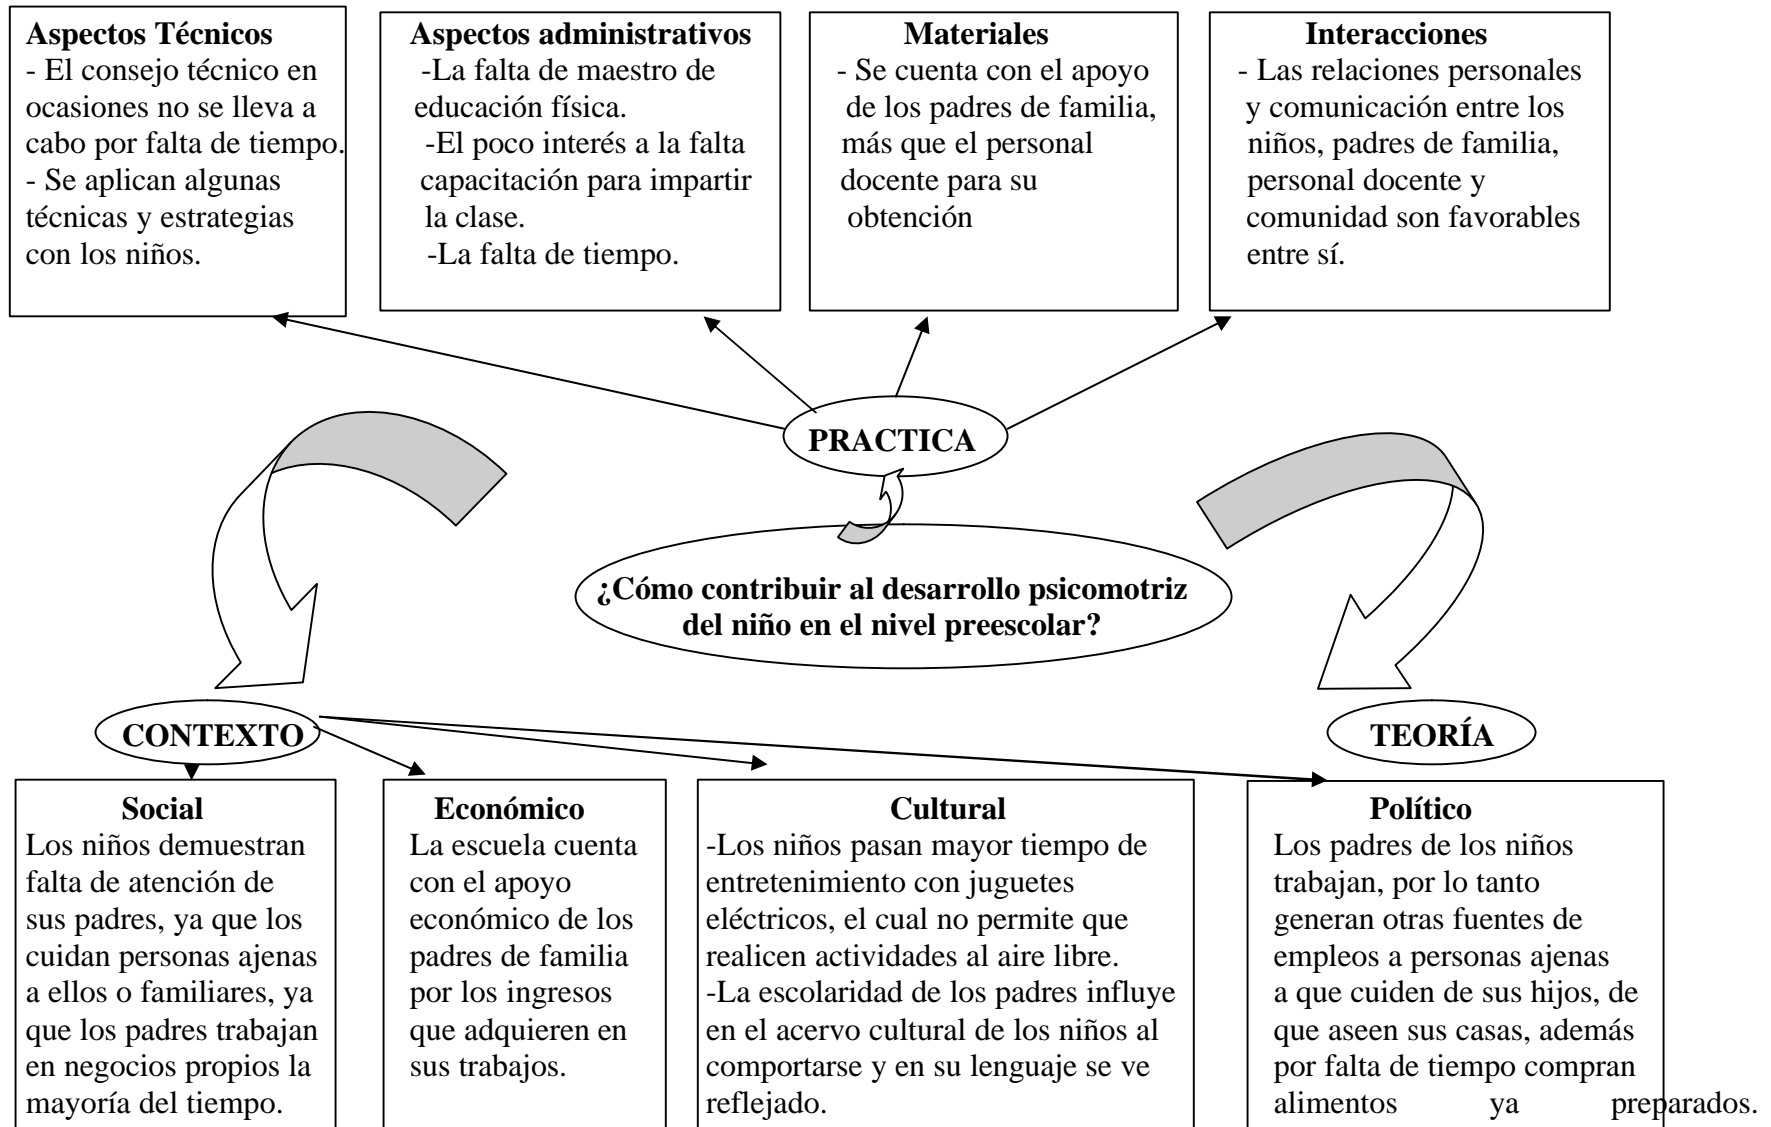 Aspectos Técnicos
- El consejo técnico en
ocasiones no se lleva a
cabo por falta de tiempo.
- Se aplican algunas
técnicas y estrategias
con los niños.
Aspectos administrativos
-La falta de maestro de
educación física.
-El poco interés a la falta
capacitación para impartir
la clase.
-La falta de tiempo.
Materiales
- Se cuenta con el apoyo
de los padres de familia,
más que el personal
docente para su
obtención
Interacciones
- Las relaciones personales
y comunicación entre los
niños, padres de familia,
personal docente y
comunidad son favorables
entre sí.
PRACTICA
¿Cómo contribuir al desarrollo psicomotriz
del niño en el nivel preescolar?
CONTEXTO
TEORÍA
Social
Los niños demuestran
falta de atención de
sus padres, ya que los
cuidan personas ajenas
a ellos o familiares, ya
que los padres trabajan
en negocios propios la
mayoría del tiempo.
Económico
La escuela cuenta
con el apoyo
económico de los
padres de familia
por los ingresos
que adquieren en
sus trabajos.
Cultural
-Los niños pasan mayor tiempo de
entretenimiento con juguetes
eléctricos, el cual no permite que
realicen actividades al aire libre.
-La escolaridad de los padres influye
en el acervo cultural de los niños al
comportarse y en su lenguaje se ve
reflejado.
Político
Los padres de los niños
trabajan, por lo tanto
generan otras fuentes de
empleos a personas ajenas
a que cuiden de sus hijos, de
que aseen sus casas, además
por falta de tiempo compran
alimentos ya preparados.